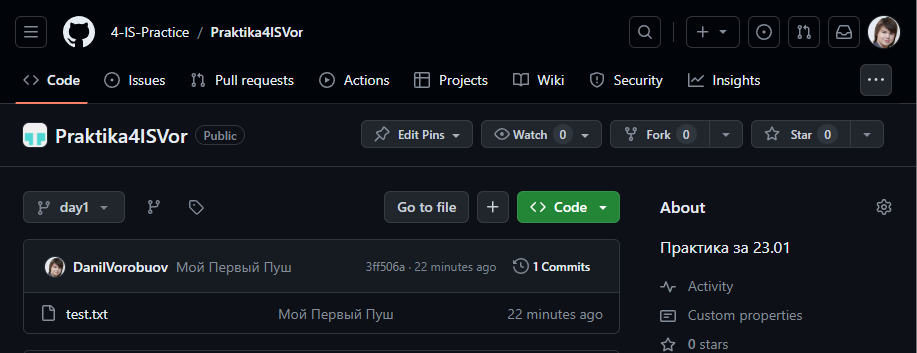 4-IS-Practice / Praktika4ISVor
Code Issues Pull requests Actions Projects Wiki Security Insights
Praktika4ISVor Public Edit Pins Watch 0 Fork 0 Star 0
day1 Go to file Code
DanilVorobuov Мой Первый Пуш 3ff506a · 22 minutes ago 1 Commits
test.txt Мой Первый Пуш 22 minutes ago
About
Практика за 23.01
Activity
Custom properties
0 stars